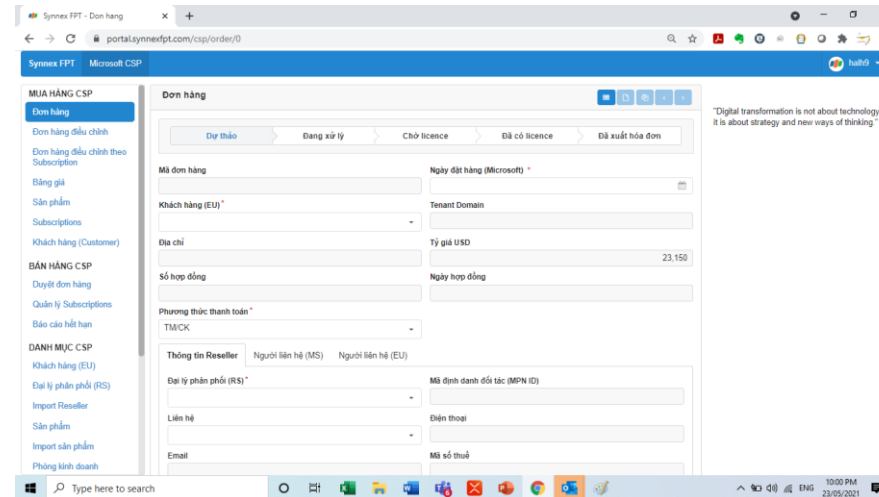 Synnex FPT - Don hang
portal.synnexfpt.com/csp/order/0
Synnex FPT Microsoft CSP halh9
MUA HÀNG CSP
Đơn hàng
Đơn hàng điều chỉnh
Đơn hàng điều chỉnh theo
Subscription
Bảng giá
Sản phẩm
Subscriptions
Khách hàng (Customer)
BÁN HÀNG CSP
Duyệt đơn hàng
Quản lý Subscriptions
Báo cáo hết hạn
DANH MỤC CSP
Khách hàng (EU)
Đại lý phân phối (RS)
Import Reseller
Sản phẩm
Import sản phẩm
Phòng kinh doanh
Đơn hàng
Dự thảo Đang xử lý Chờ licence Đã có licence Đã xuất hóa đơn
Mã đơn hàng Ngày đặt hàng (Microsoft) *
Khách hàng (EU) * Tenant Domain
Địa chỉ Tỷ giá USD
23,150
Số hợp đồng Ngày hợp đồng
Phương thức thanh toán *
TM/CK
Thông tin Reseller Người liên hệ (MS) Người liên hệ (EU)
Đại lý phân phối (RS) * Mã định danh đối tác (MPN ID)
Liên hệ Điện thoại
Email Mã số thuế
"Digital transformation is not about technology
it is about strategy and new ways of thinking."
Type here to search
ENG
10:00 PM
23/05/2021